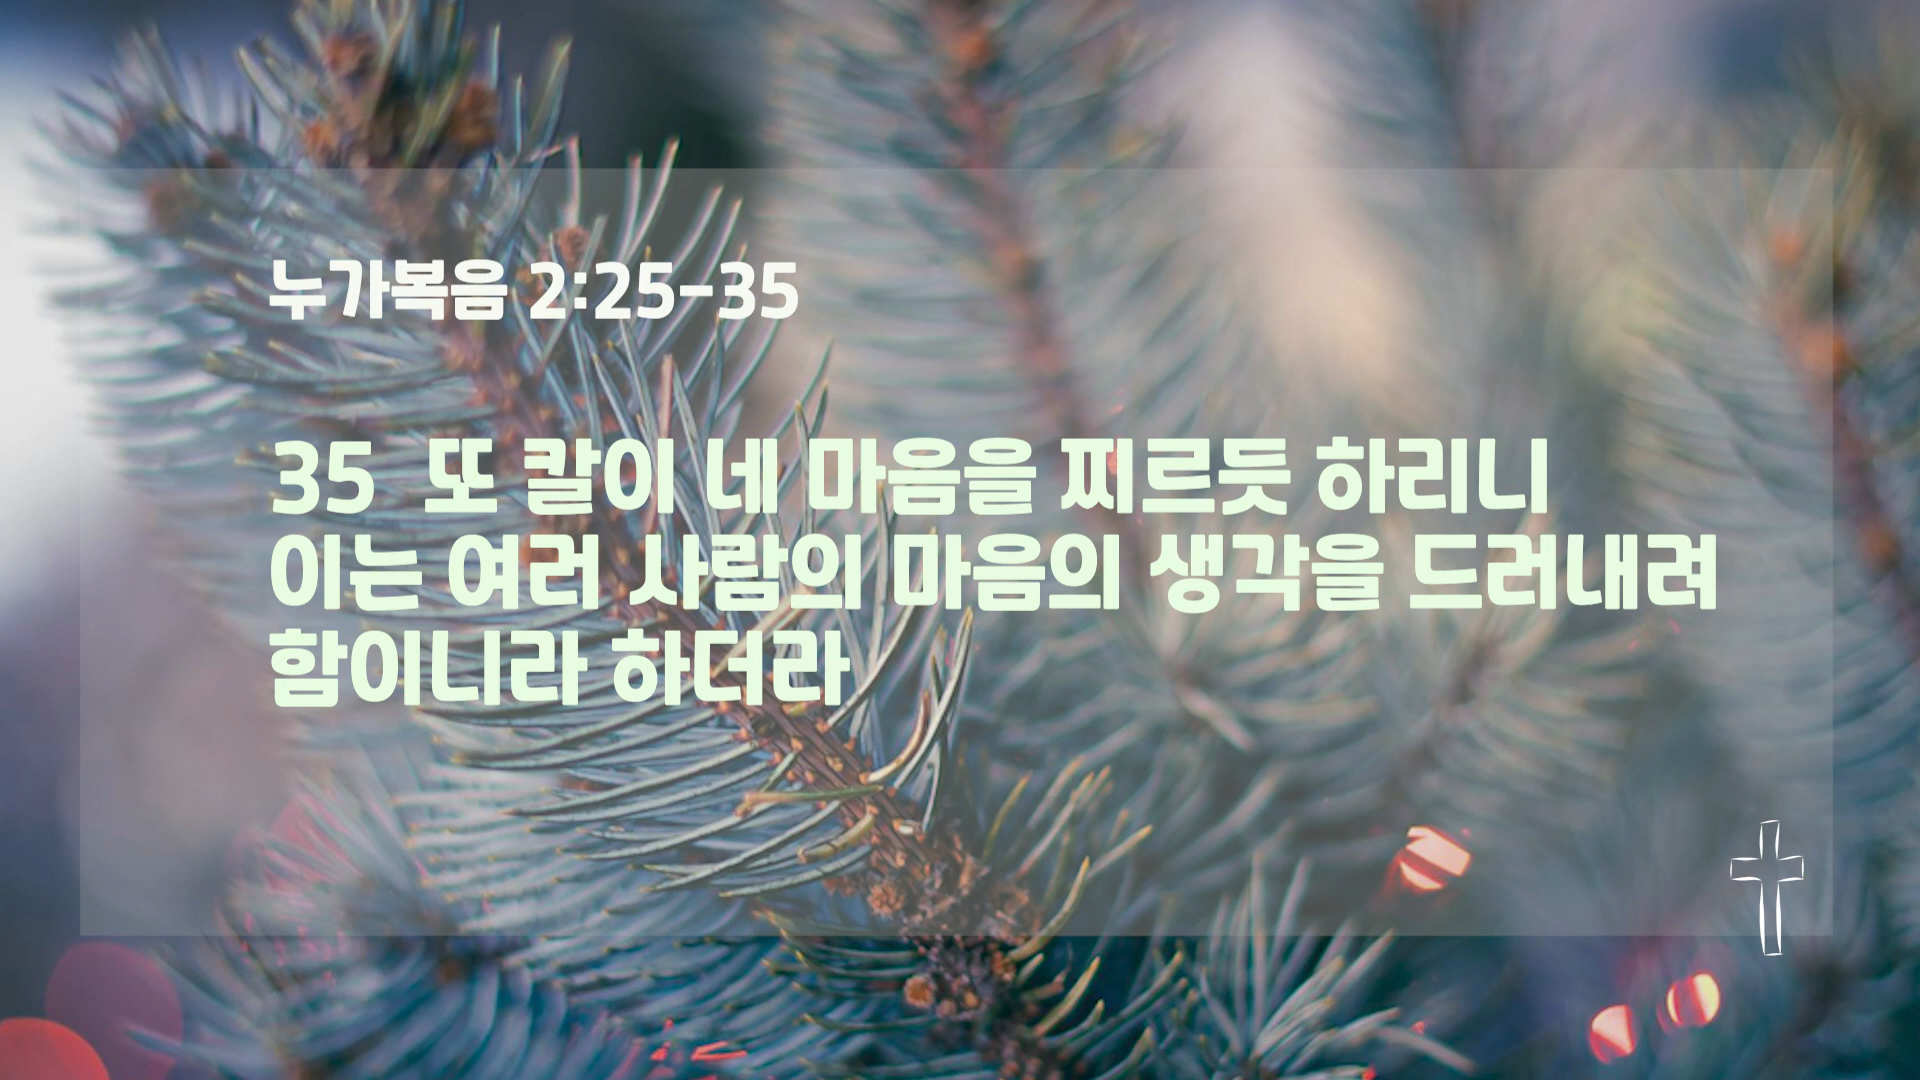 누가복음 2:25-35
35 또 칼이 네 마음을 찌르듯 하리니
이는 여러 사람의 마음의 생각을 드러내려
함이니라 하더라